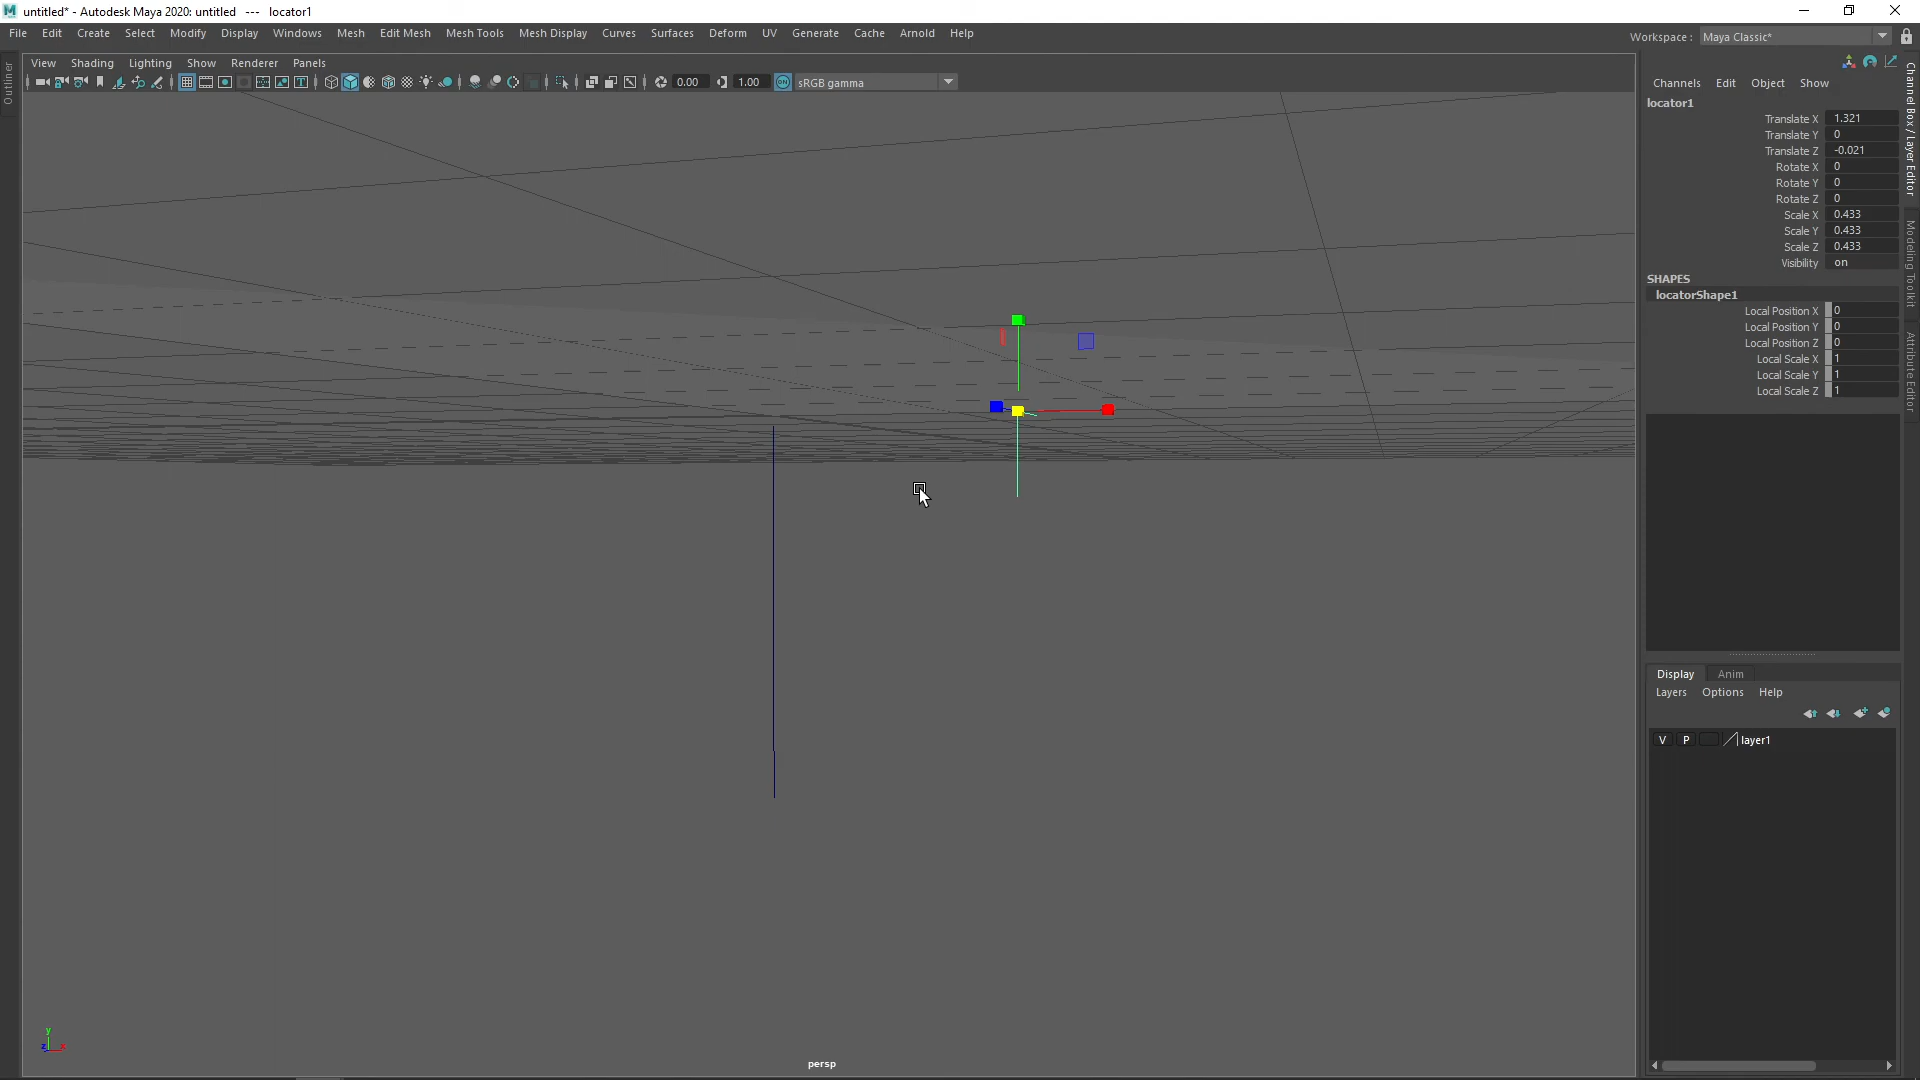 untitled* - Autodesk Maya 2020: untitled --- locator1
File Edit Create Select Modify Display Windows Mesh Edit Mesh Mesh Tools Mesh Display Curves Surfaces Deform UV Generate Cache Arnold Help
Workspace : Maya Classic*
View Shading Lighting Show Renderer Panels
0.00 1.00 ON sRGB gamma
Outliner
Channels Edit Object Show
locator1
Translate X 1.321
Translate Y 0
Translate Z -0.021
Rotate X 0
Rotate Y 0
Rotate Z 0
Scale X 0.433
Scale Y 0.433
Scale Z 0.433
Visibility on
SHAPES
locatorShape1
Local Position X 0
Local Position Y 0
Local Position Z 0
Local Scale X 1
Local Scale Y 1
Local Scale Z 1
Channel Box / Layer Editor
Modeling Toolkit
Attribute Editor
Display Anim
Layers Options Help
V P layer1
y
z x
persp